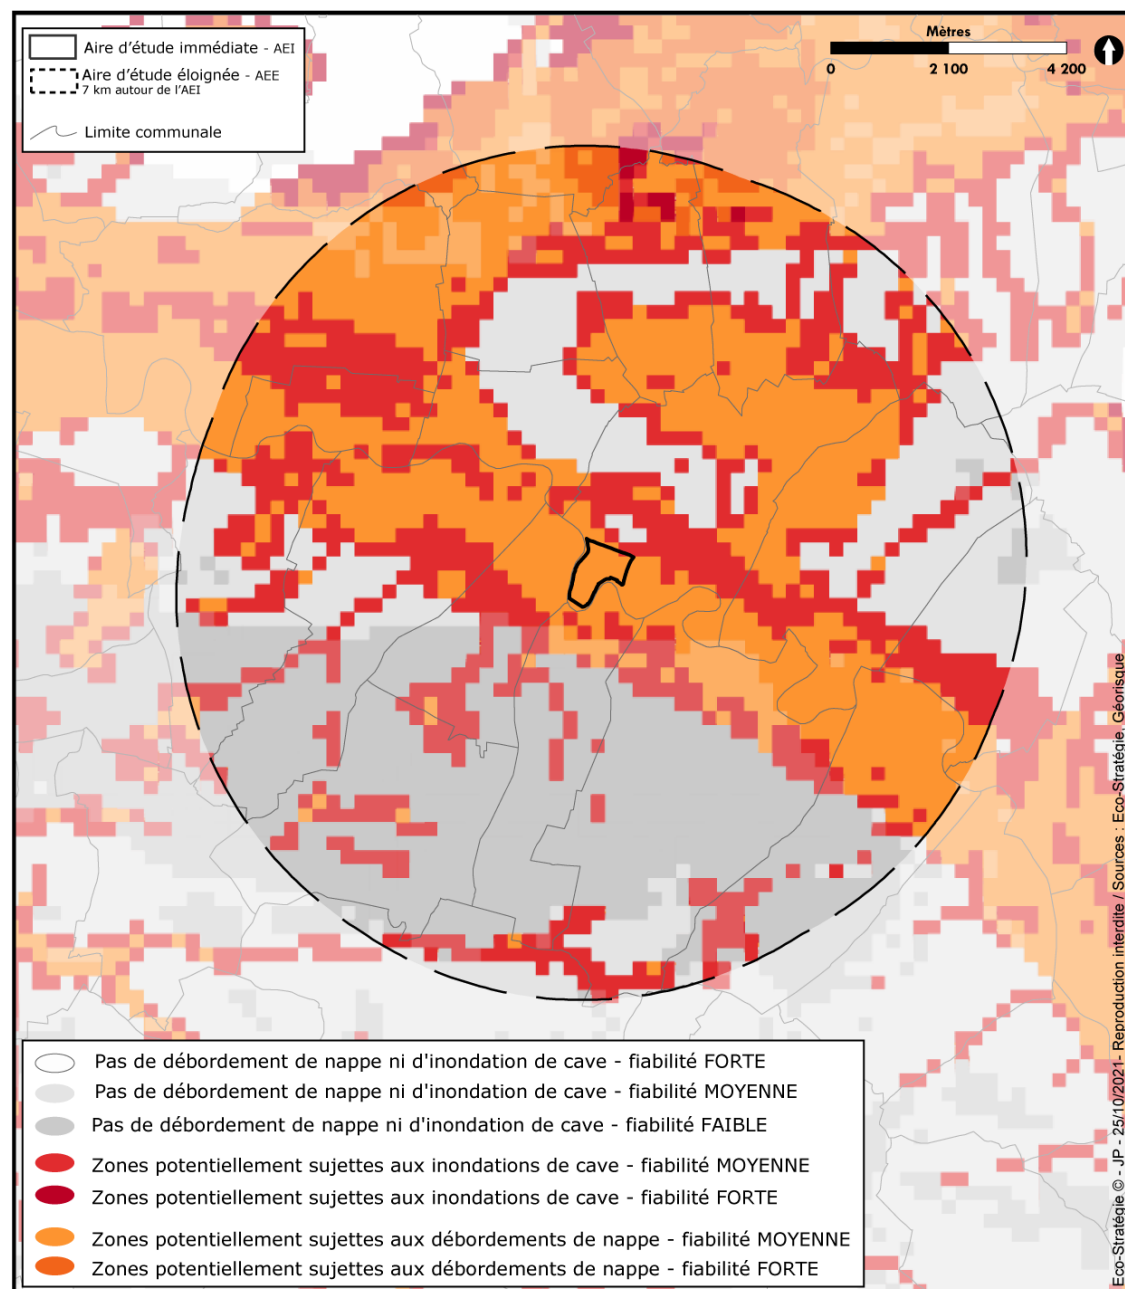 Aire d'étude immédiate - AEI
Aire d'étude éloignée - AEE
7 km autour de l'AEI
Limite communale
Mètres
0 2 100 4 200
Pas de débordement de nappe ni d'inondation de cave - fiabilité FORTE
Pas de débordement de nappe ni d'inondation de cave - fiabilité MOYENNE
Pas de débordement de nappe ni d'inondation de cave - fiabilité FAIBLE
Zones potentiellement sujettes aux inondations de cave - fiabilité MOYENNE
Zones potentiellement sujettes aux inondations de cave - fiabilité FORTE
Zones potentiellement sujettes aux débordements de nappe - fiabilité MOYENNE
Zones potentiellement sujettes aux débordements de nappe - fiabilité FORTE
Eco-Stratégie © - JP - 25/10/2021- Reproduction interdite / Sources : Eco-Stratégie, Géorisque